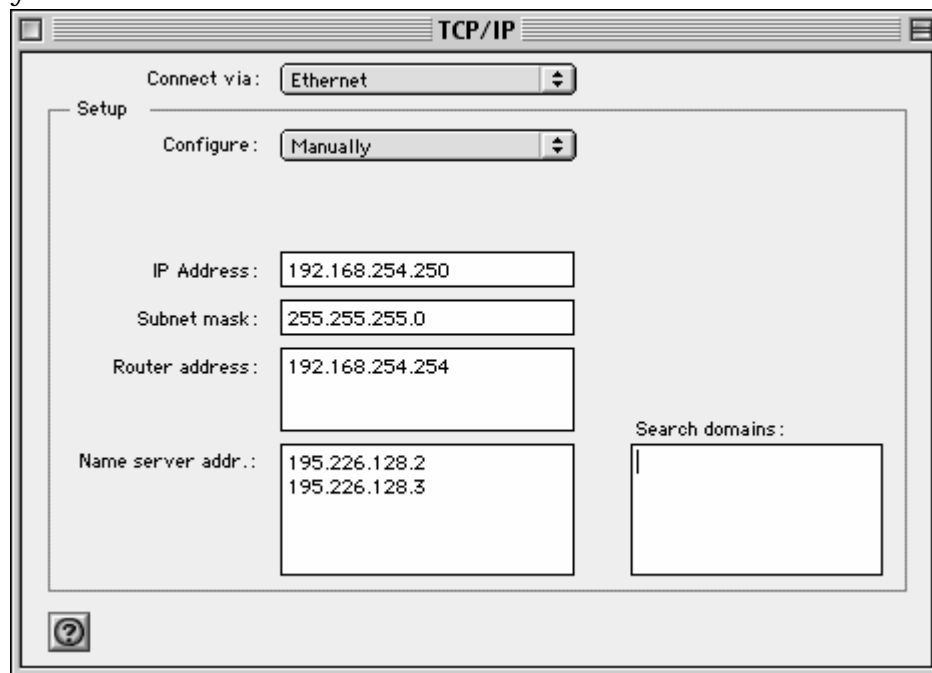 TCP/IP
Connect via: Ethernet
Setup
Configure: Manually
IP Address: 192.168.254.250
Subnet mask: 255.255.255.0
Router address: 192.168.254.254
Search domains:
Name server addr.: 195.226.128.2
195.226.128.3
?